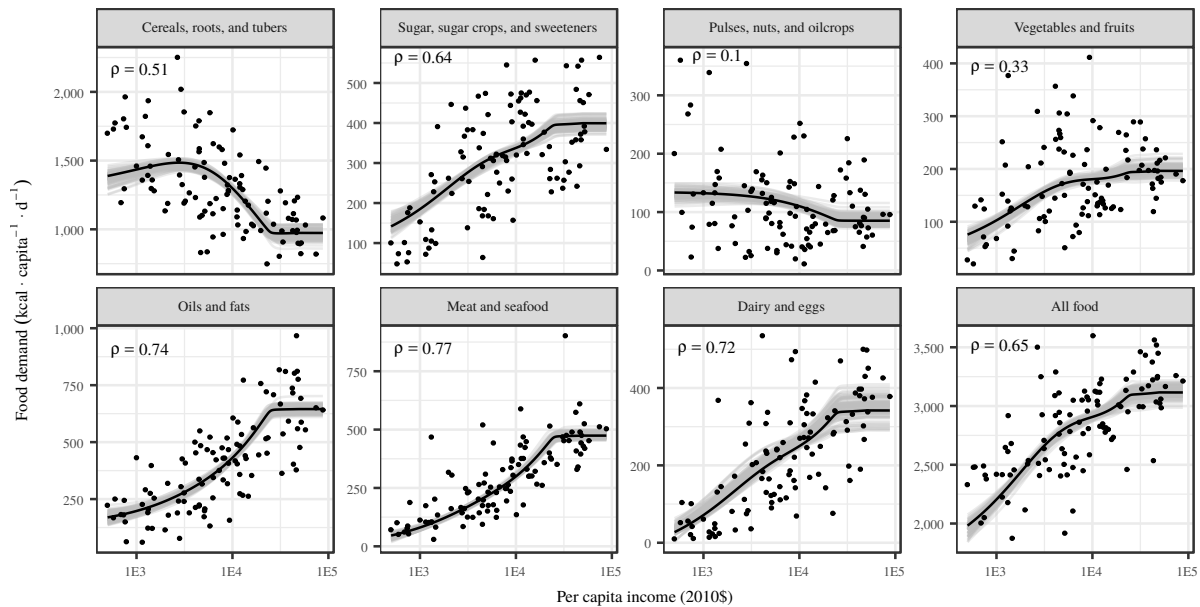 Cereals, roots, and tubers
Sugar, sugar crops, and sweeteners
Pulses, nuts, and oilcrops
Vegetables and fruits
ρ = 0.51
ρ = 0.64
ρ = 0.1
ρ = 0.33
2,000
1,500
1,000
500
400
300
200
100
300
200
100
0
400
300
200
100
Oils and fats
Meat and seafood
Dairy and eggs
All food
ρ = 0.74
ρ = 0.77
ρ = 0.72
ρ = 0.65
1,000
750
500
250
750
500
250
0
400
200
0
3,500
3,000
2,500
2,000
1E3 1E4 1E5
1E3 1E4 1E5
1E3 1E4 1E5
1E3 1E4 1E5
Per capita income (2010$)
Food demand (kcal · capita⁻¹ · d⁻¹)